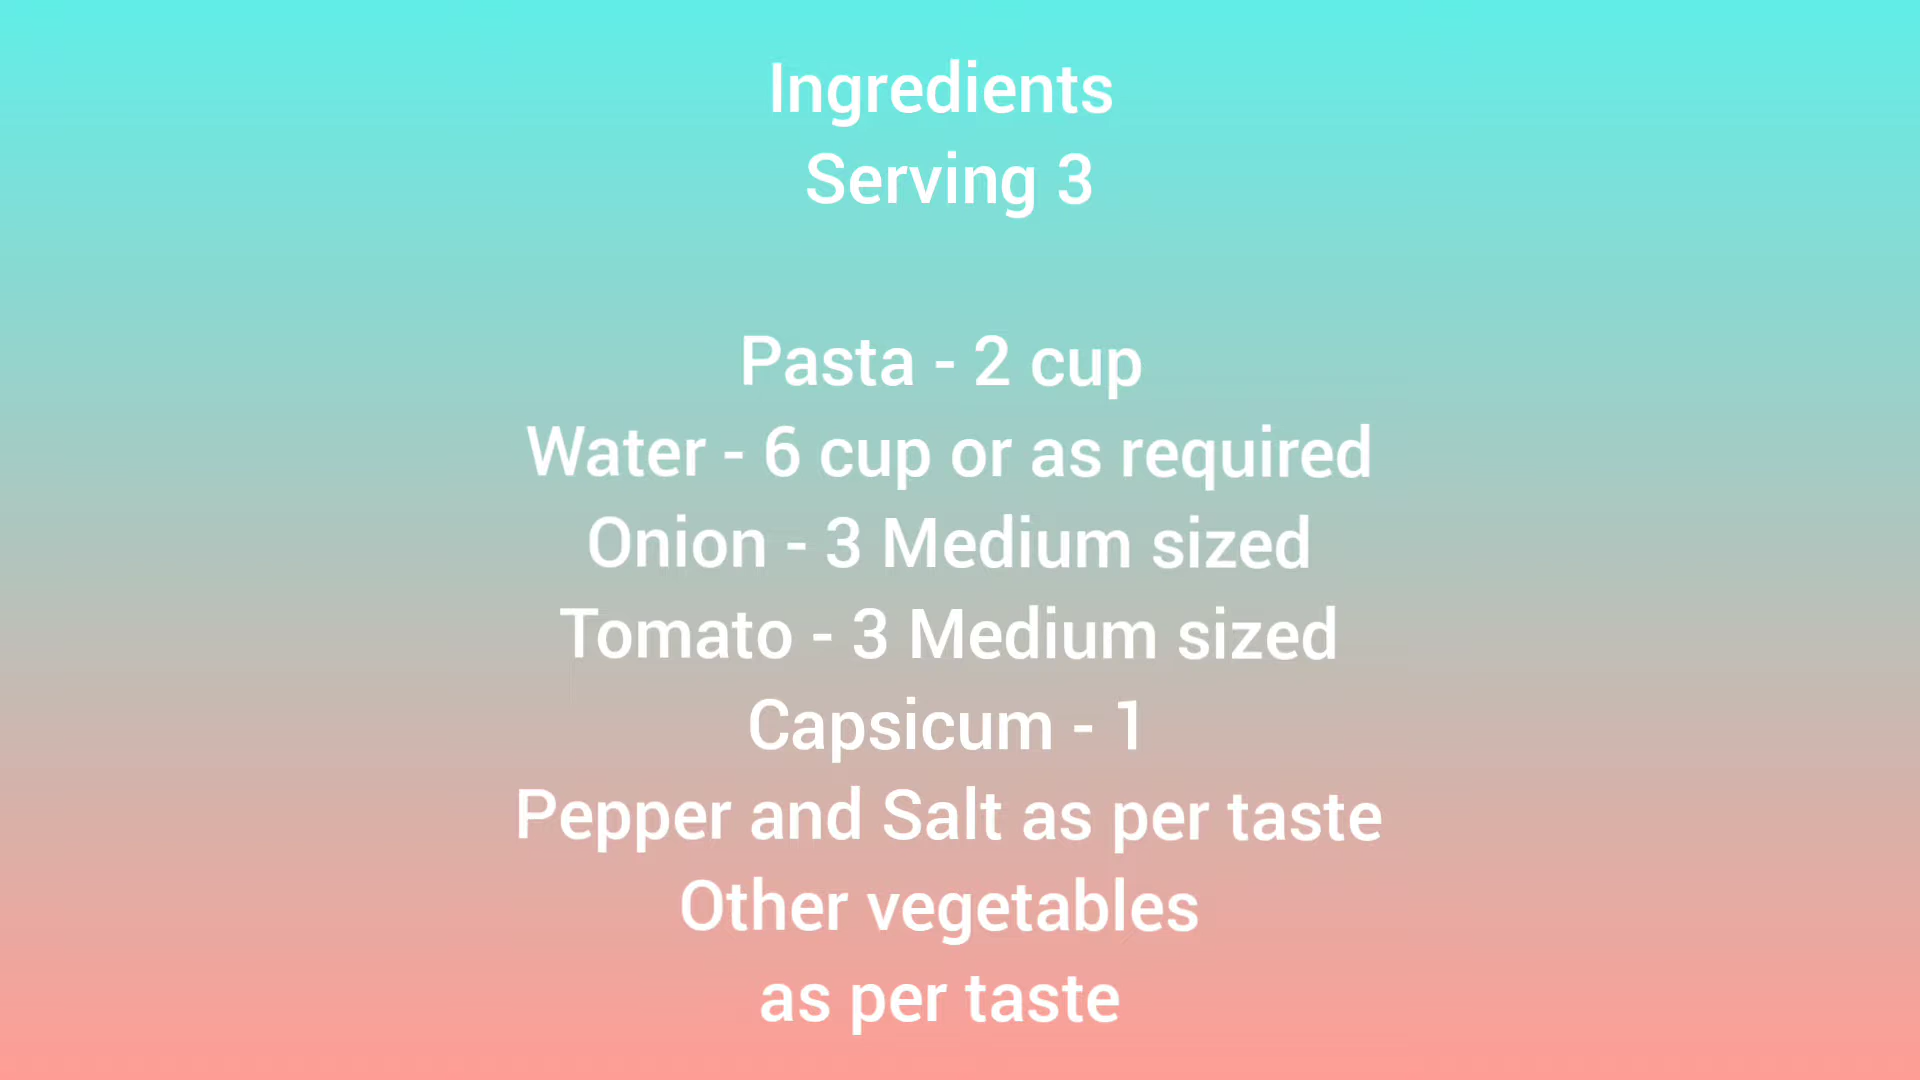 Ingredients
Serving 3
Pasta - 2 cup
Water - 6 cup or as required
Onion - 3 Medium sized
Tomato - 3 Medium sized
Capsicum - 1
Pepper and Salt as per taste
Other vegetables
as per taste